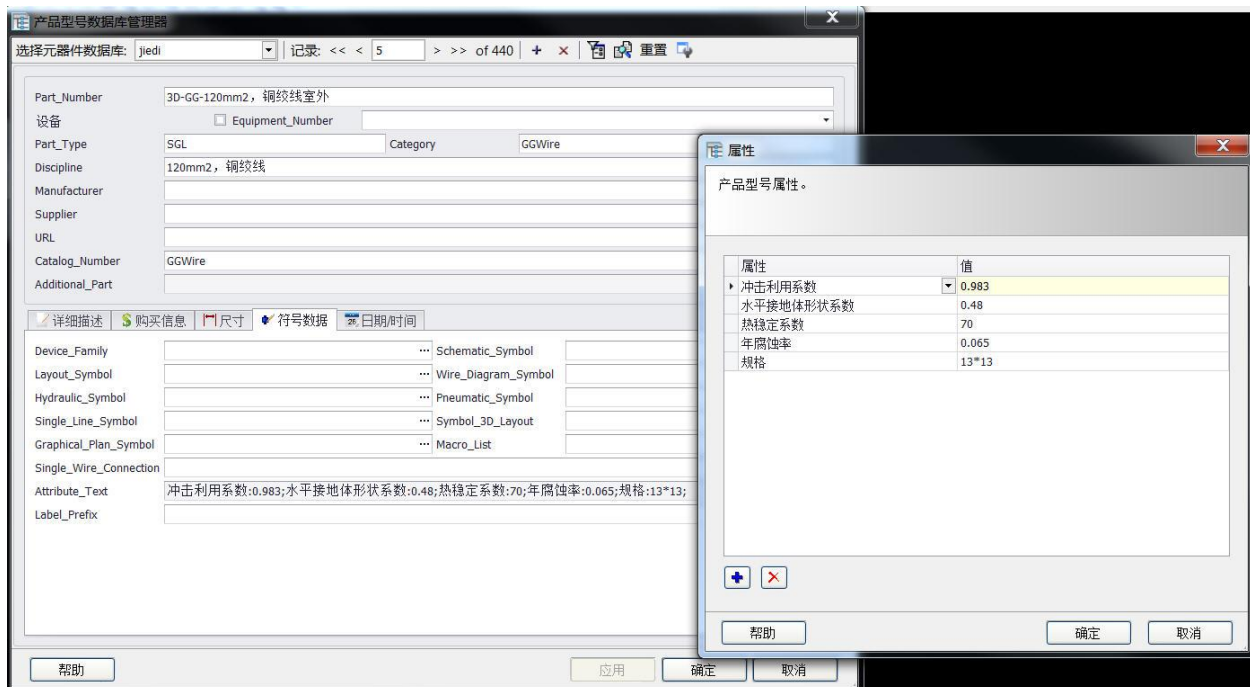 产品型号数据库管理器
选择元器件数据库: jiedi 记录: << < 5 > >> of 440 重置
Part_Number 3D-GG-120mm2，铜绞线室外
设备 Equipment_Number
Part_Type SGL Category GGWire
Discipline 120mm2，铜绞线
Manufacturer
Supplier
URL
Catalog_Number GGWire
Additional_Part
详细描述 $ 购买信息 尺寸 符号数据 日期/时间
Device_Family ... Schematic_Symbol
Layout_Symbol ... Wire_Diagram_Symbol
Hydraulic_Symbol ... Pneumatic_Symbol
Single_Line_Symbol ... Symbol_3D_Layout
Graphical_Plan_Symbol ... Macro_List
Single_Wire_Connection
Attribute_Text 冲击利用系数:0.983;水平接地体形状系数:0.48;热稳定系数:70;年腐蚀率:0.065;规格:13*13;
Label_Prefix
帮助 应用 确定 取消
属性
产品型号属性。
属性 值
冲击利用系数 0.983
水平接地体形状系数 0.48
热稳定系数 70
年腐蚀率 0.065
规格 13*13
帮助 确定 取消